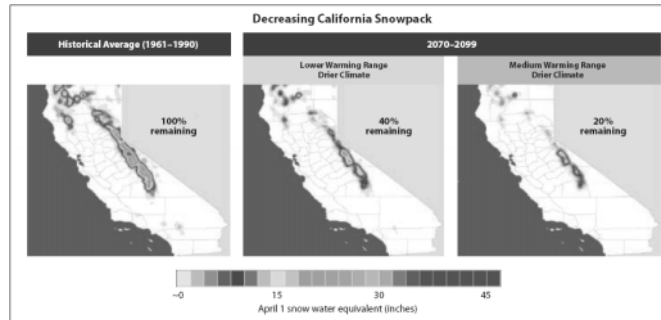 Decreasing California Snowpack
Historical Average (1961–1990)
2070–2099
Lower Warming Range
Drier Climate
Medium Warming Range
Drier Climate
100%
remaining
40%
remaining
20%
remaining
~0
15
30
45
April 1 snow water equivalent (inches)